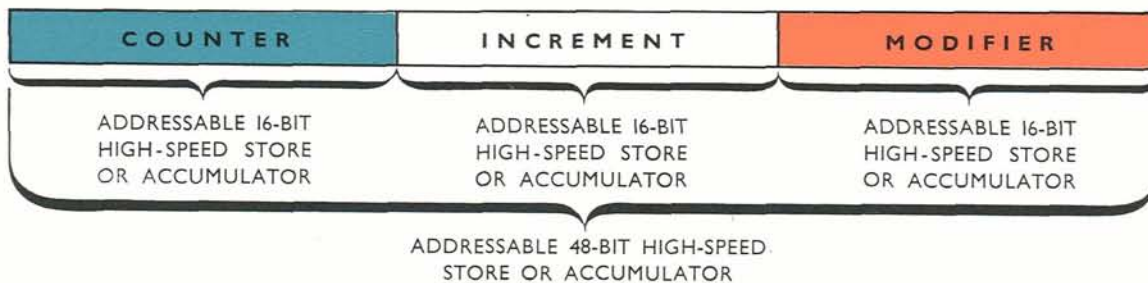 COUNTER INCREMENT MODIFIER
ADDRESSABLE 16-BIT
HIGH-SPEED STORE
OR ACCUMULATOR
ADDRESSABLE 16-BIT
HIGH-SPEED STORE
OR ACCUMULATOR
ADDRESSABLE 16-BIT
HIGH-SPEED STORE
OR ACCUMULATOR
ADDRESSABLE 48-BIT HIGH-SPEED
STORE OR ACCUMULATOR